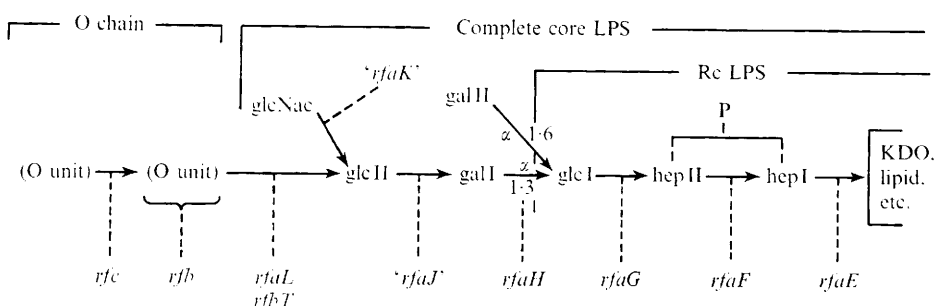 O chain
Complete core LPS
Rc LPS
'rfaK'
glcNac
galII
P
α 1·6
(O unit) (O unit) glcII galI α glcI hepII hepI KDO,
1·3
lipid,
etc.
rfc rfb rfaL 'rfaJ' rfaH rfaG rfaF rfaE
rfbT